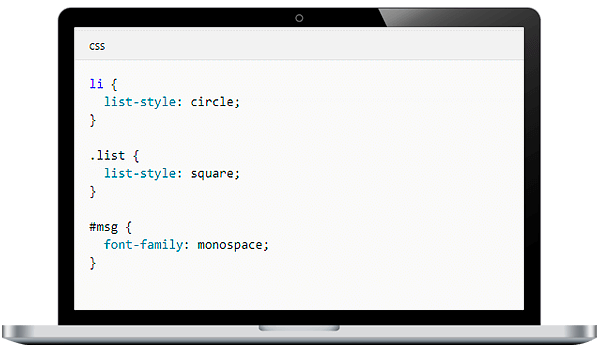 css
li {
  list-style: circle;
}
.list {
  list-style: square;
}
#msg {
  font-family: monospace;
}